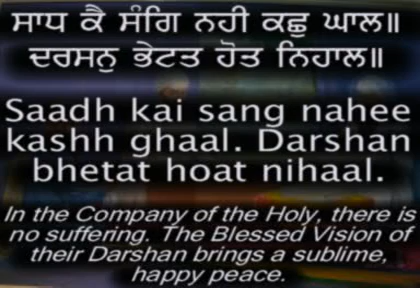 ਸਾਧ ਕੈ ਸੰਗਿ ਨਹੀ ਕਛੁ ਘਾਲ॥
ਦਰਸਨੁ ਭੇਟਤ ਹੋਤ ਨਿਹਾਲ॥
Saadh kai sang nahee
kashh ghaal. Darshan
bhetat hoat nihaal.
In the Company of the Holy, there is
no suffering. The Blessed Vision of
their Darshan brings a sublime,
happy peace.